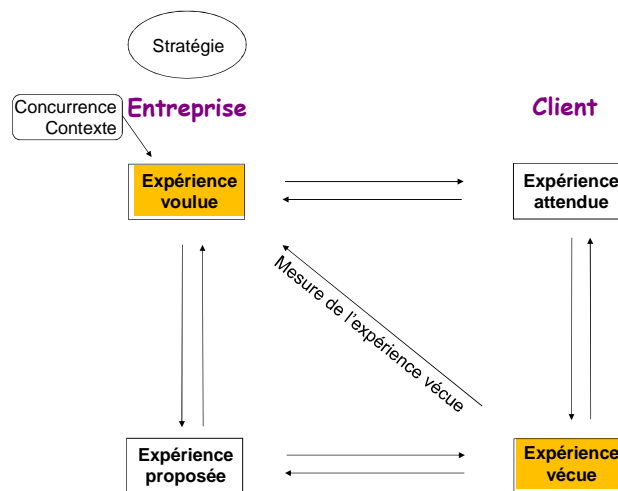 Stratégie
Concurrence
Contexte
Entreprise
Client
Expérience
voulue
Expérience
attendue
Mesure de l'expérience vécue
Expérience
proposée
Expérience
vécue